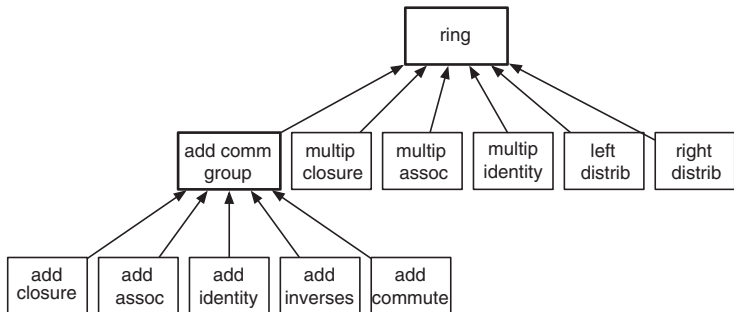 ring
add comm
group
multip
closure
multip
assoc
multip
identity
left
distrib
right
distrib
add
closure
add
assoc
add
identity
add
inverses
add
commute